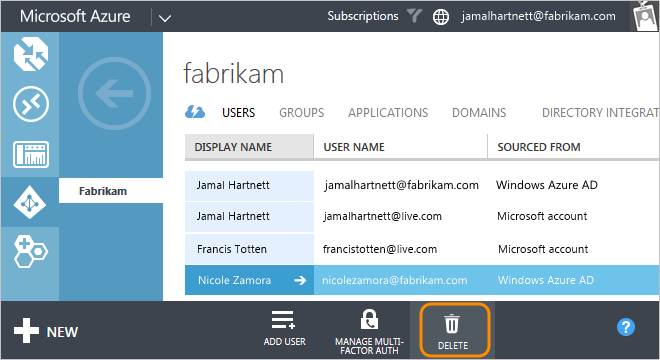 Microsoft Azure
Subscriptions
jamalhartnett@fabrikam.com
fabrikam
USERS GROUPS APPLICATIONS DOMAINS DIRECTORY INTEGRAT
DISPLAY NAME USER NAME SOURCED FROM
Fabrikam
Jamal Hartnett jamalhartnett@fabrikam.com Windows Azure AD
Jamal Hartnett jamalhartnett@live.com Microsoft account
Francis Totten francistotten@live.com Microsoft account
Nicole Zamora nicolezamora@fabrikam.com Windows Azure AD
NEW
ADD USER
MANAGE MULTI-
FACTOR AUTH
DELETE
?